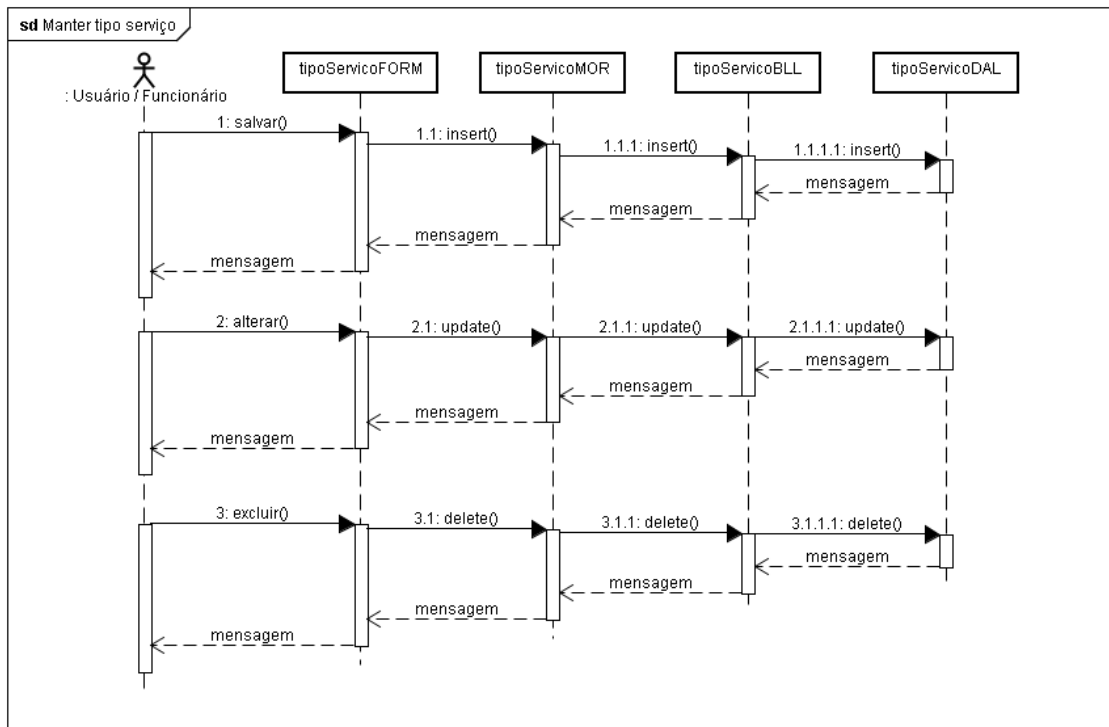 sd Manter tipo serviço
: Usuário / Funcionário
tipoServicoFORM
tipoServicoMOR
tipoServicoBLL
tipoServicoDAL
1: salvar()
1.1: insert()
1.1.1: insert()
1.1.1.1: insert()
mensagem
mensagem
mensagem
mensagem
2: alterar()
2.1: update()
2.1.1: update()
2.1.1.1: update()
mensagem
mensagem
mensagem
mensagem
3: excluir()
3.1: delete()
3.1.1: delete()
3.1.1.1: delete()
mensagem
mensagem
mensagem
mensagem